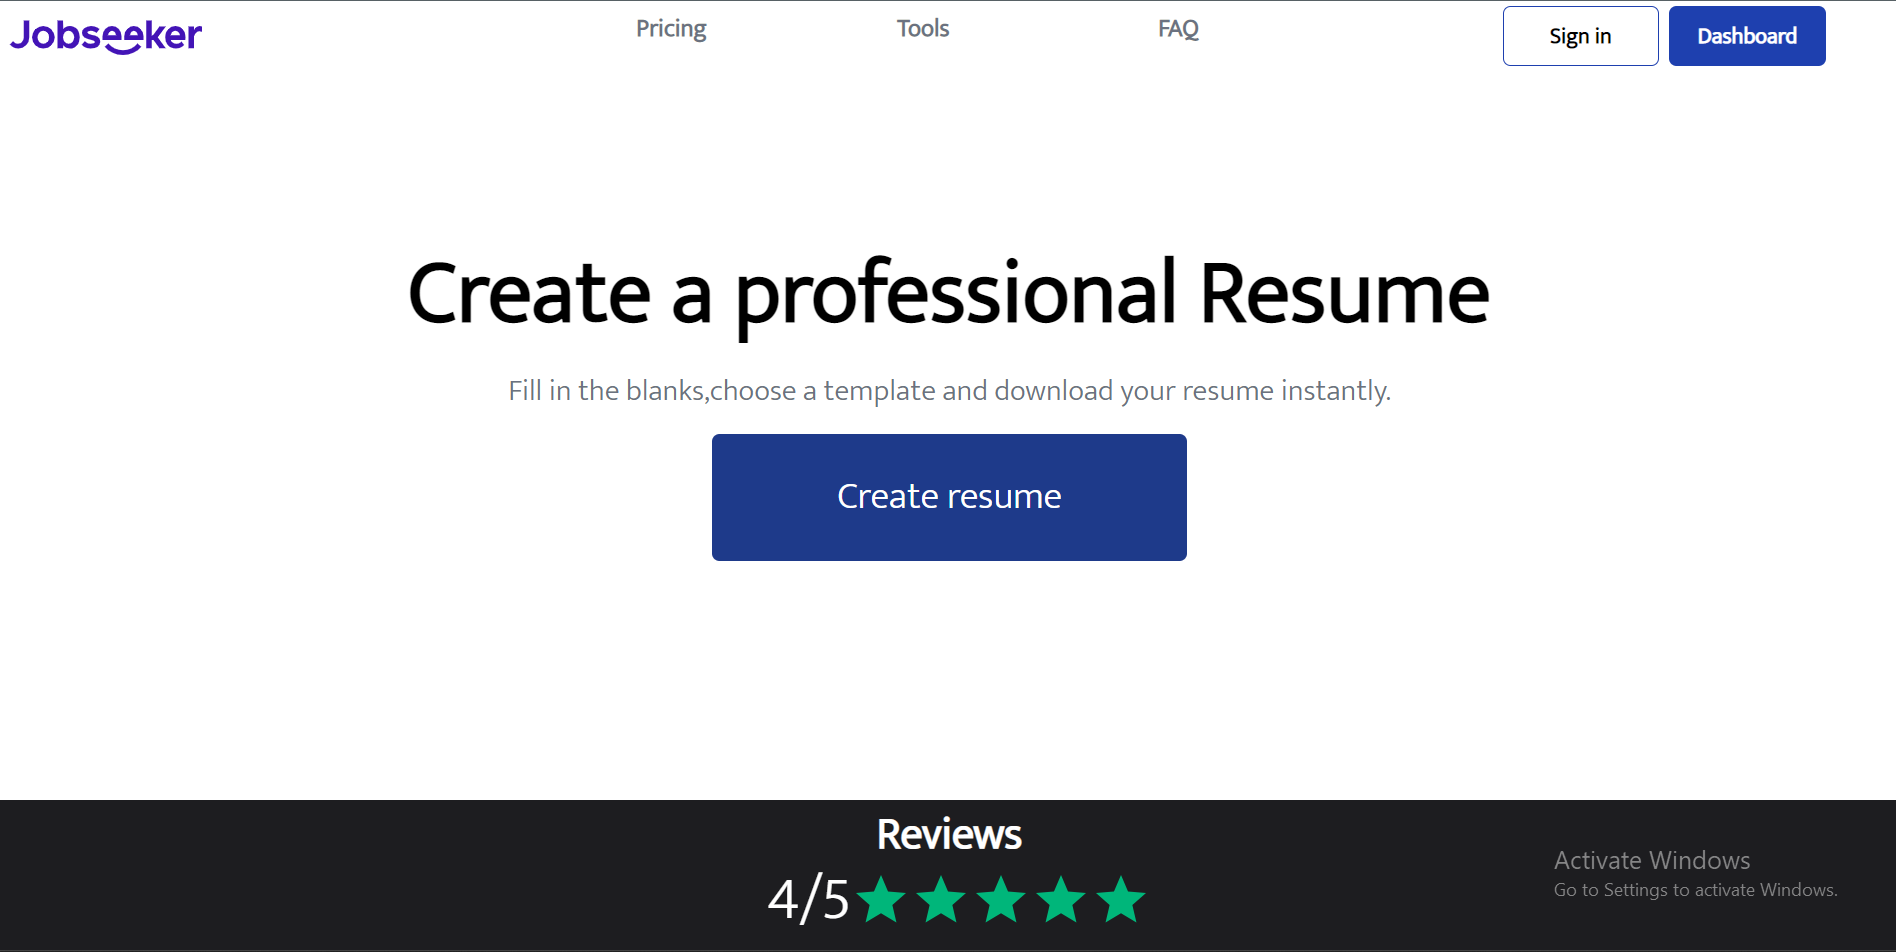 Jobseeker
Pricing
Tools
FAQ
Sign in
Dashboard
Create a professional Resume
Fill in the blanks,choose a template and download your resume instantly.
Create resume
Reviews
4/5
Activate Windows
Go to Settings to activate Windows.